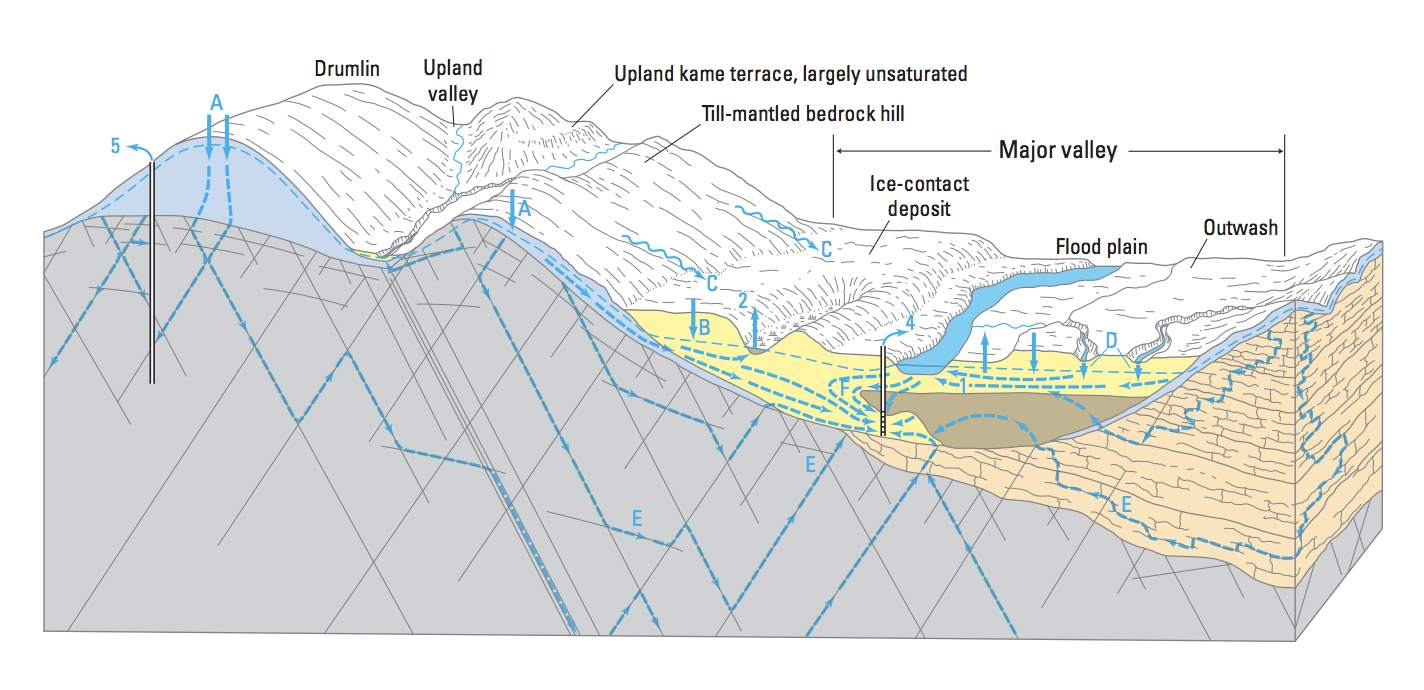 Drumlin
Upland
valley
Upland kame terrace, largely unsaturated
Till-mantled bedrock hill
Major valley
Ice-contact
deposit
Flood plain
Outwash
A
5
A
C
C
B
2
4
D
F
1
E
E
E